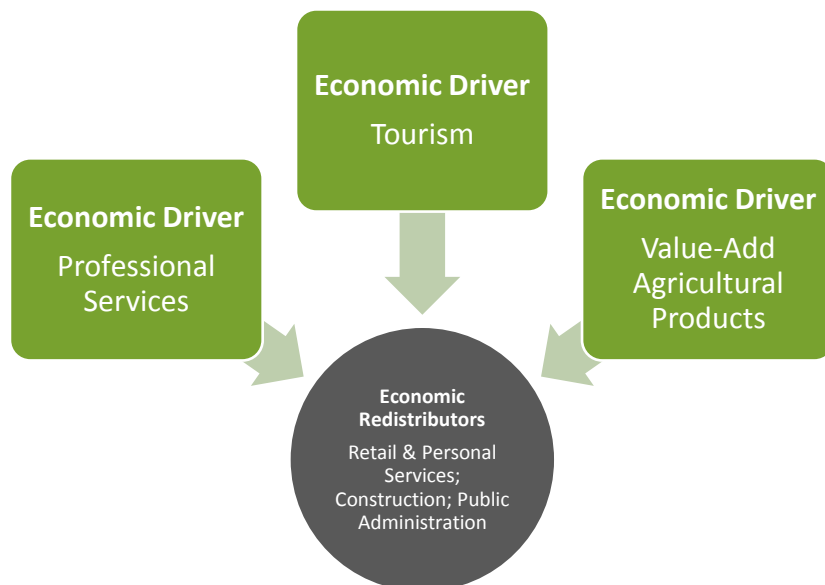 Economic Driver
Tourism
Economic Driver
Professional
Services
Economic Driver
Value-Add
Agricultural
Products
Economic
Redistributors
Retail & Personal
Services;
Construction; Public
Administration